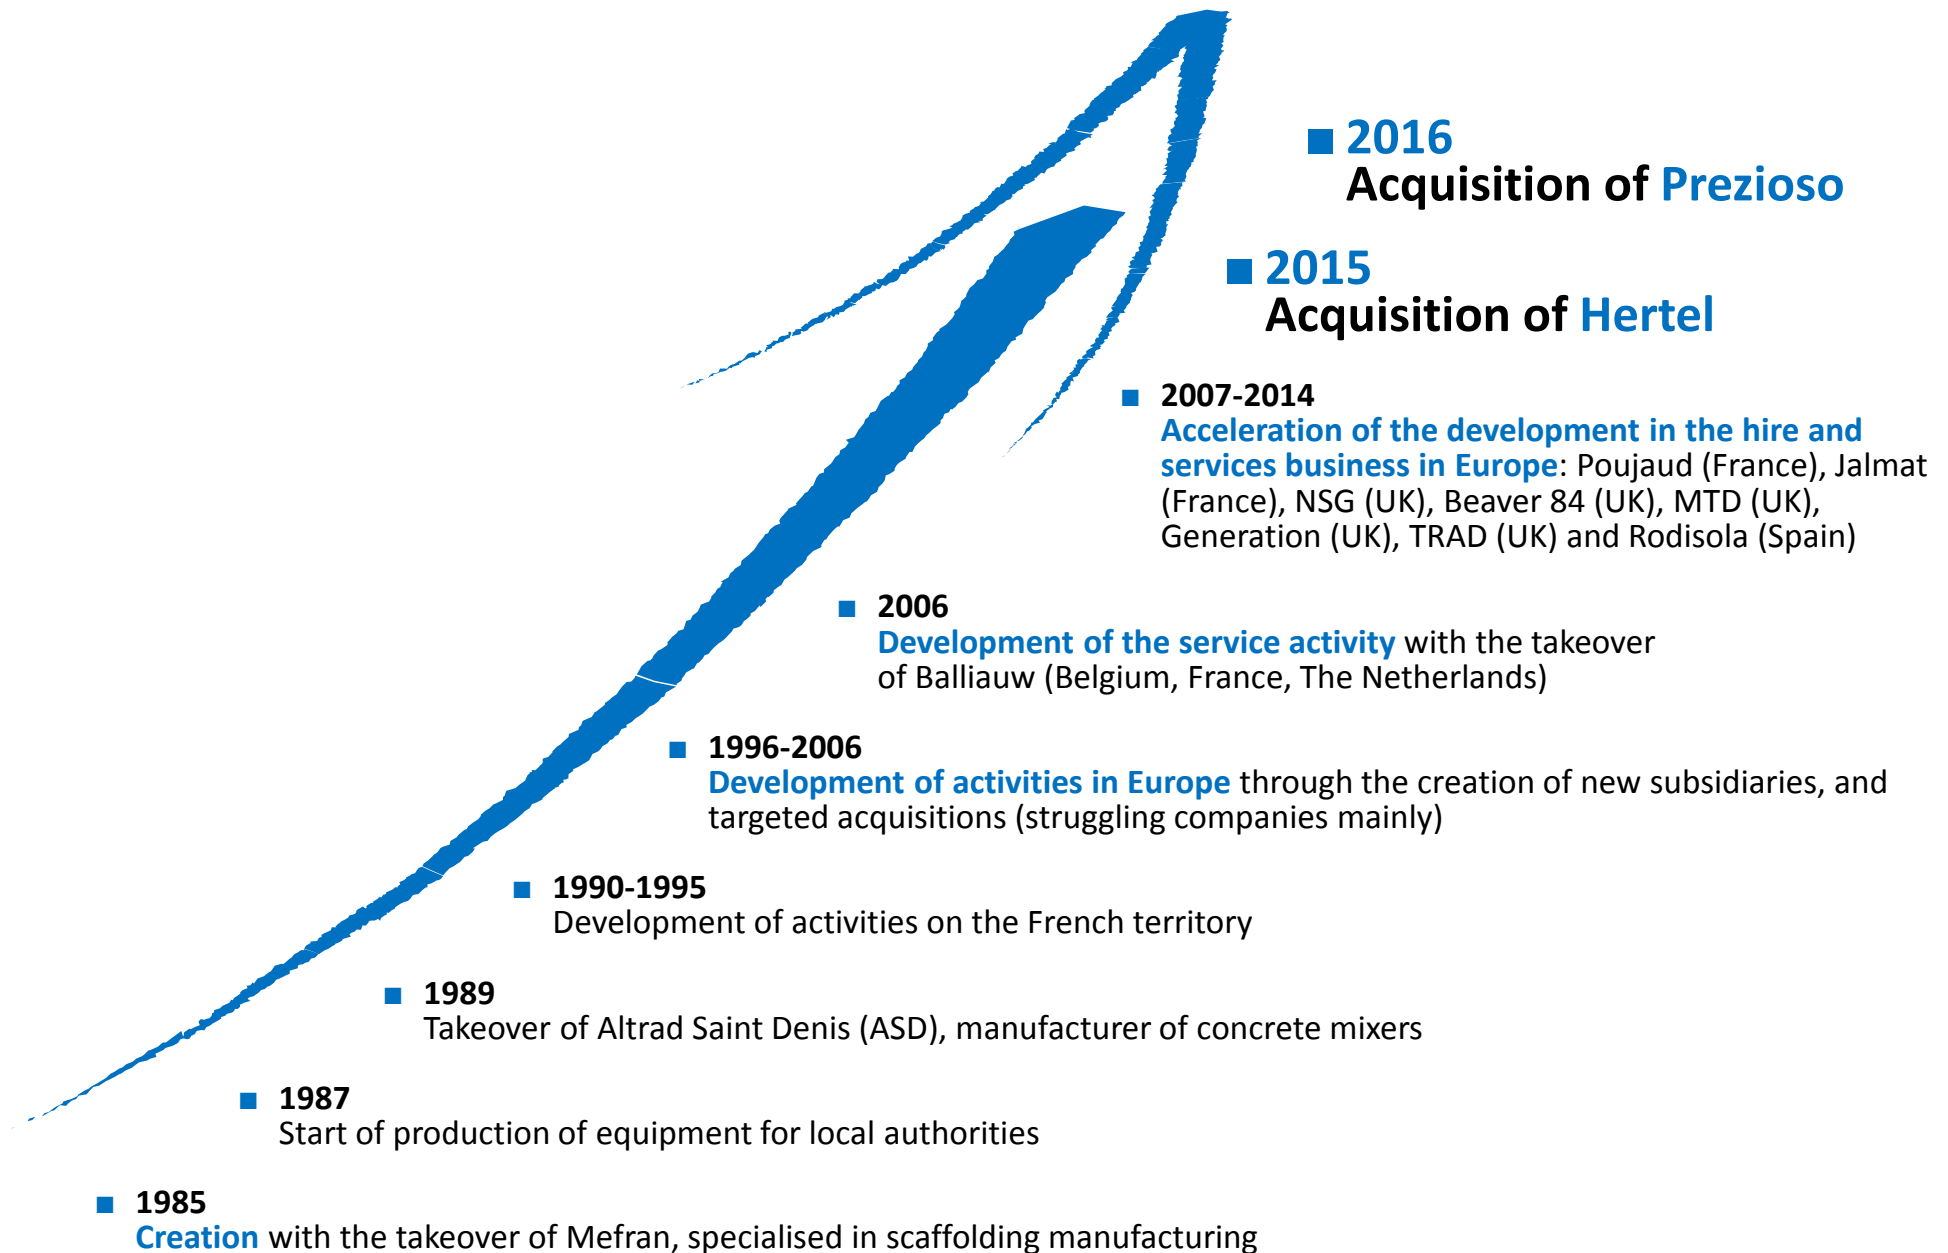 2016
Acquisition of Prezioso
2015
Acquisition of Hertel
2007-2014
Acceleration of the development in the hire and
services business in Europe: Poujaud (France), Jalmat
(France), NSG (UK), Beaver 84 (UK), MTD (UK),
Generation (UK), TRAD (UK) and Rodisola (Spain)
2006
Development of the service activity with the takeover
of Balliauw (Belgium, France, The Netherlands)
1996-2006
Development of activities in Europe through the creation of new subsidiaries, and
targeted acquisitions (struggling companies mainly)
1990-1995
Development of activities on the French territory
1989
Takeover of Altrad Saint Denis (ASD), manufacturer of concrete mixers
1987
Start of production of equipment for local authorities
1985
Creation with the takeover of Mefran, specialised in scaffolding manufacturing